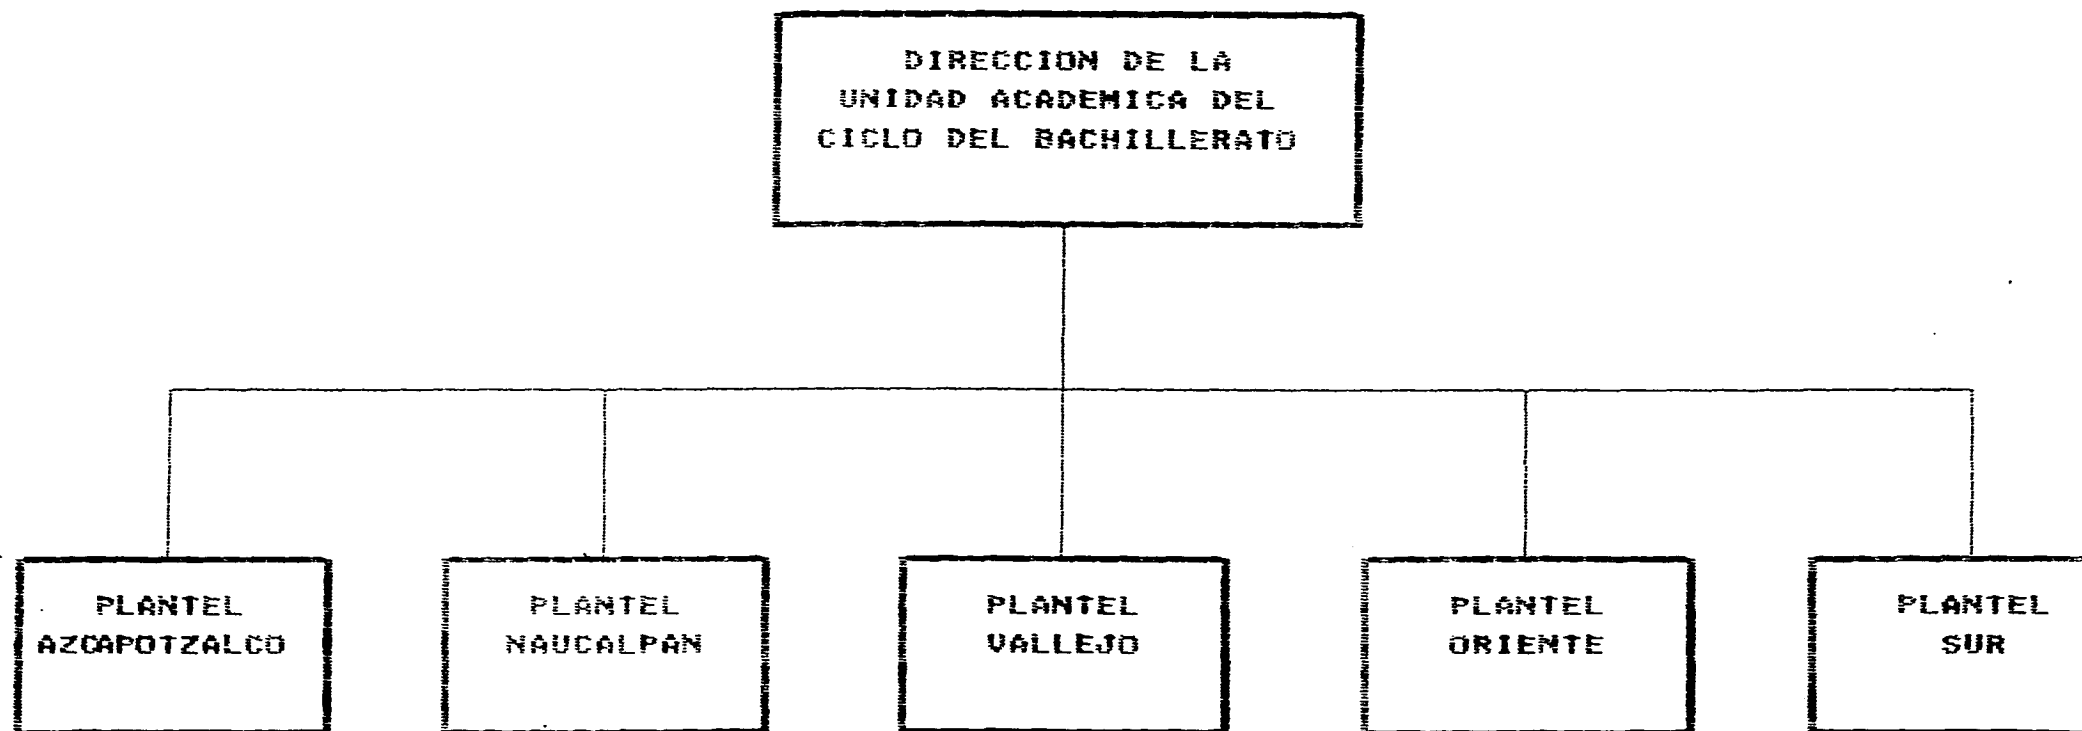 DIRECCION DE LA
UNIDAD ACADEMICA DEL
CICLO DEL BACHILLERATO
PLANTEL
AZCAPOTZALCO
PLANTEL
NAUCALPAN
PLANTEL
VALLEJO
PLANTEL
ORIENTE
PLANTEL
SUR